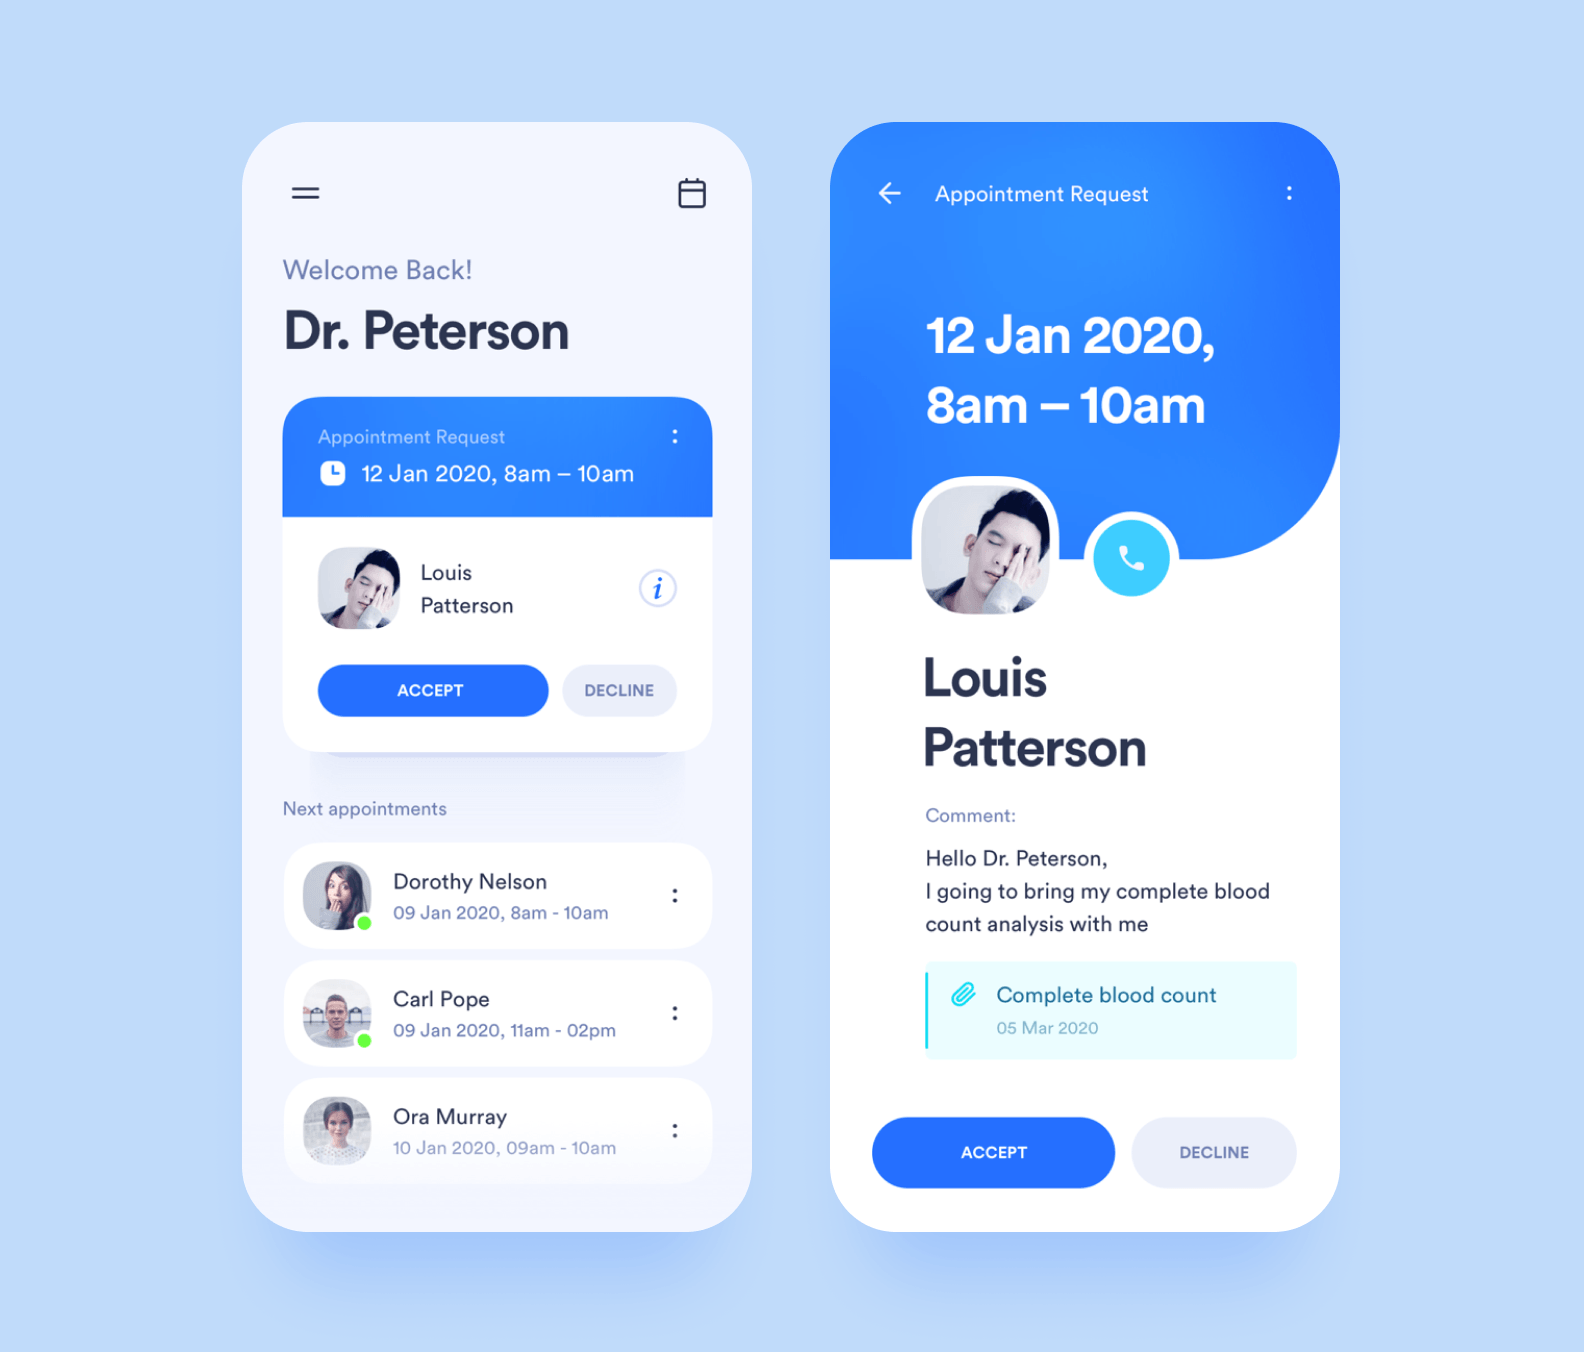 Welcome Back!
Dr. Peterson
Appointment Request
12 Jan 2020, 8am – 10am
Louis
Patterson
i
ACCEPT
DECLINE
Next appointments
Dorothy Nelson
09 Jan 2020, 8am - 10am
Carl Pope
09 Jan 2020, 11am - 02pm
Ora Murray
10 Jan 2020, 09am - 10am
Appointment Request
12 Jan 2020,
8am – 10am
Louis
Patterson
Comment:
Hello Dr. Peterson,
I going to bring my complete blood
count analysis with me
Complete blood count
05 Mar 2020
ACCEPT
DECLINE